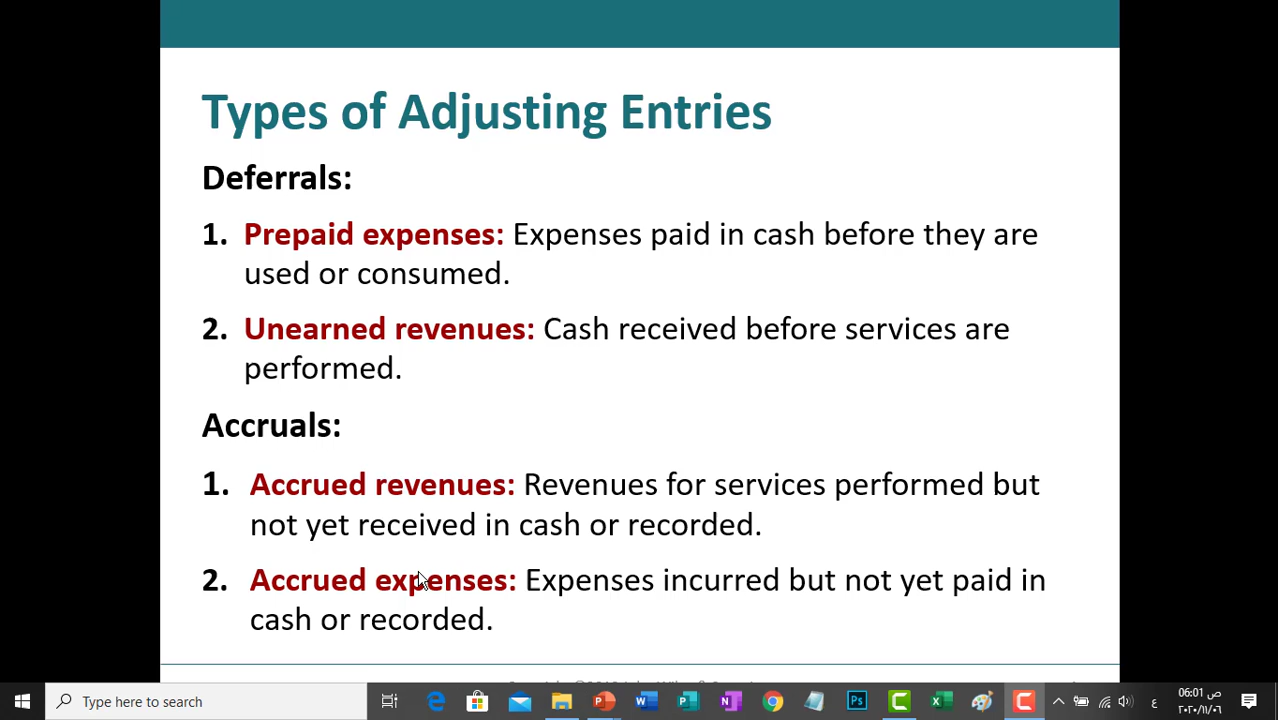 Types of Adjusting Entries
Deferrals:
1. Prepaid expenses: Expenses paid in cash before they are
used or consumed.
2. Unearned revenues: Cash received before services are
performed.
Accruals:
1. Accrued revenues: Revenues for services performed but
not yet received in cash or recorded.
2. Accrued expenses: Expenses incurred but not yet paid in
cash or recorded.
Type here to search
ع
06:01 ص
٢٠٢٠/١١/٠٦